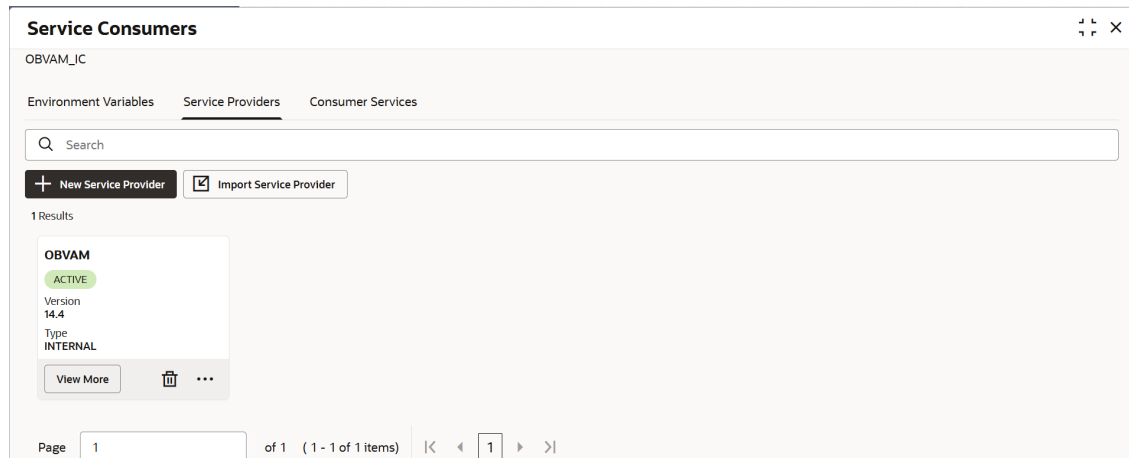 Service Consumers
OBVAM_IC
Environment Variables Service Providers Consumer Services
Search
New Service Provider Import Service Provider
1 Results
OBVAM
ACTIVE
Version
14.4
Type
INTERNAL
View More
Page 1 of 1 (1 - 1 of 1 items) 1